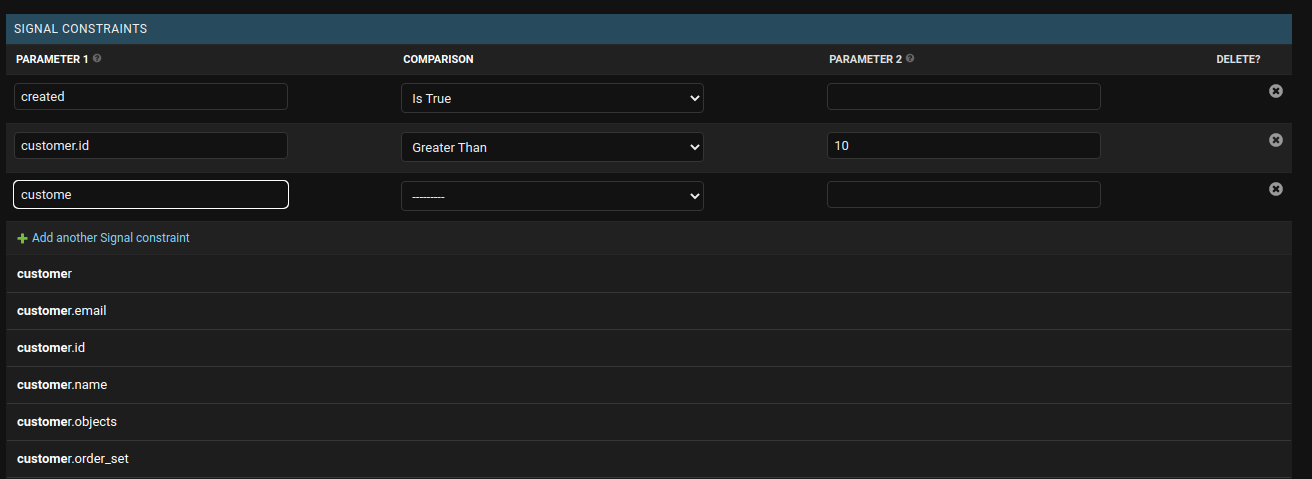 SIGNAL CONSTRAINTS
PARAMETER 1 ? COMPARISON PARAMETER 2 ? DELETE?
created Is True
customer.id Greater Than 10
custome ---------
Add another Signal constraint
customer
customer.email
customer.id
customer.name
customer.objects
customer.order_set